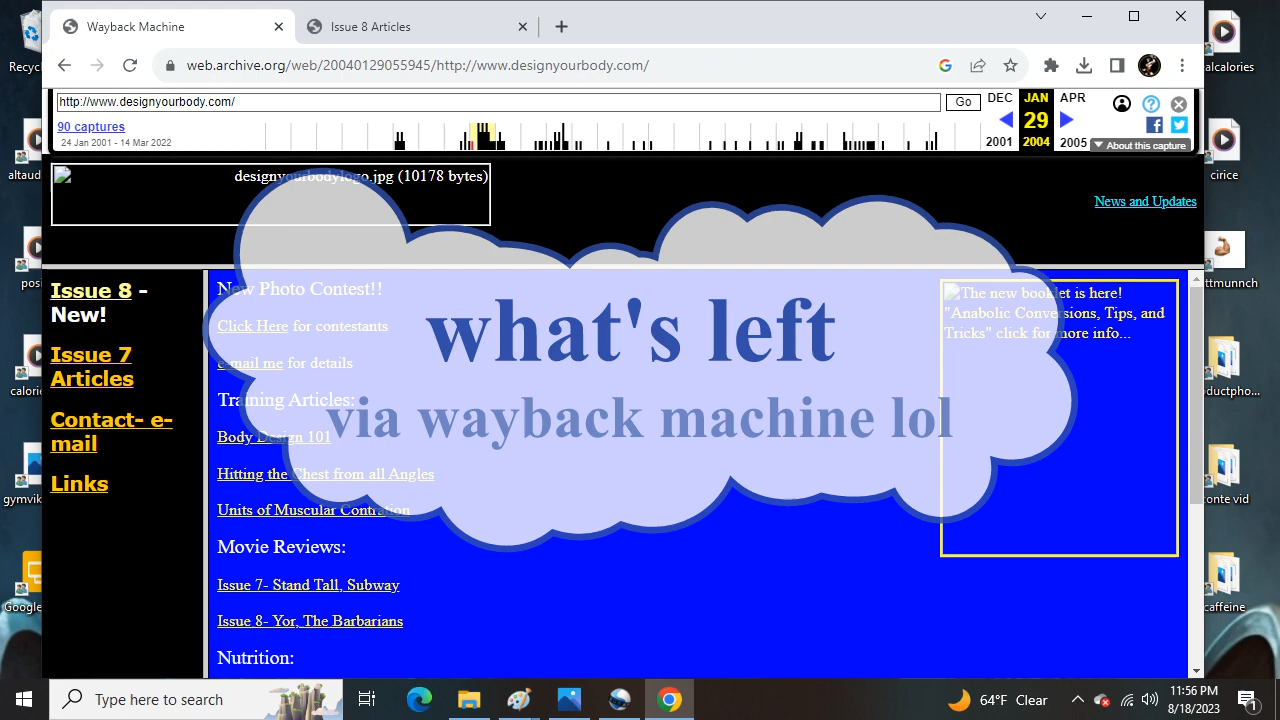 Wayback Machine
Issue 8 Articles
web.archive.org/web/20040129055945/http://www.designyourbody.com/
http://www.designyourbody.com/
Go
DEC
JAN
APR
90 captures
29
24 Jan 2001 - 14 Mar 2022
2001
2004
2005
About this capture
designyourbodylogo.jpg (10178 bytes)
News and Updates
Issue 8 -
New!
Issue 7
Articles
Contact- e-
mail
Links
New Photo Contest!!
Click Here for contestants
e-mail me for details
Training Articles:
Body Design 101
Hitting the Chest from all Angles
Units of Muscular Contration
Movie Reviews:
Issue 7- Stand Tall, Subway
Issue 8- Yor, The Barbarians
Nutrition:
The new booklet is here!
"Anabolic Conversions, Tips, and
Tricks" click for more info...
what's left
via wayback machine lol
Recyc
altaud
posi
calorie
gymvik
Google
alcalories
cirice
ttmunnch
ductpho...
conte vid
caffeine
Type here to search
64°F Clear
11:56 PM
8/18/2023
1